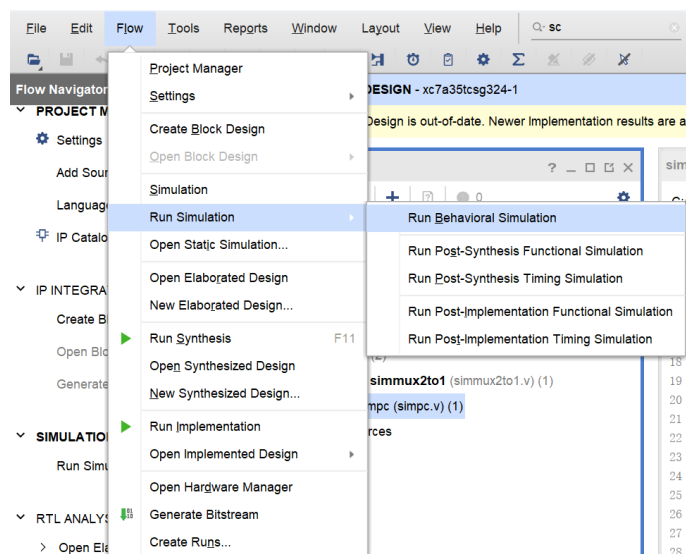 File Edit Flow Tools Reports Window Layout View Help sc
Flow Navigator DESIGN - xc7a35tcsg324-1
Project Manager
Settings
Design is out-of-date. Newer Implementation results are a
PROJECT M
Settings
Add Sour
Languag
IP Catalo
Create Block Design
Open Block Design
? sim
Simulation
0
Run Simulation
Run Behavioral Simulation
Open Static Simulation...
Run Post-Synthesis Functional Simulation
Run Post-Synthesis Timing Simulation
Run Post-Implementation Functional Simulation
Run Post-Implementation Timing Simulation
Open Elaborated Design
New Elaborated Design...
IP INTEGRA
Create B
Open Blo
Generate
Run Synthesis F11
Open Synthesized Design
New Synthesized Design...
(2)
simmux2to1 (simmux2to1.v) (1)
mpc (simpc.v) (1)
rces
18
19
20
21
22
23
24
25
26
27
28
Run Implementation
Open Implemented Design
SIMULATIO
Run Simu
Open Hardware Manager
Generate Bitstream
Create Runs...
RTL ANALYS
Open Ela